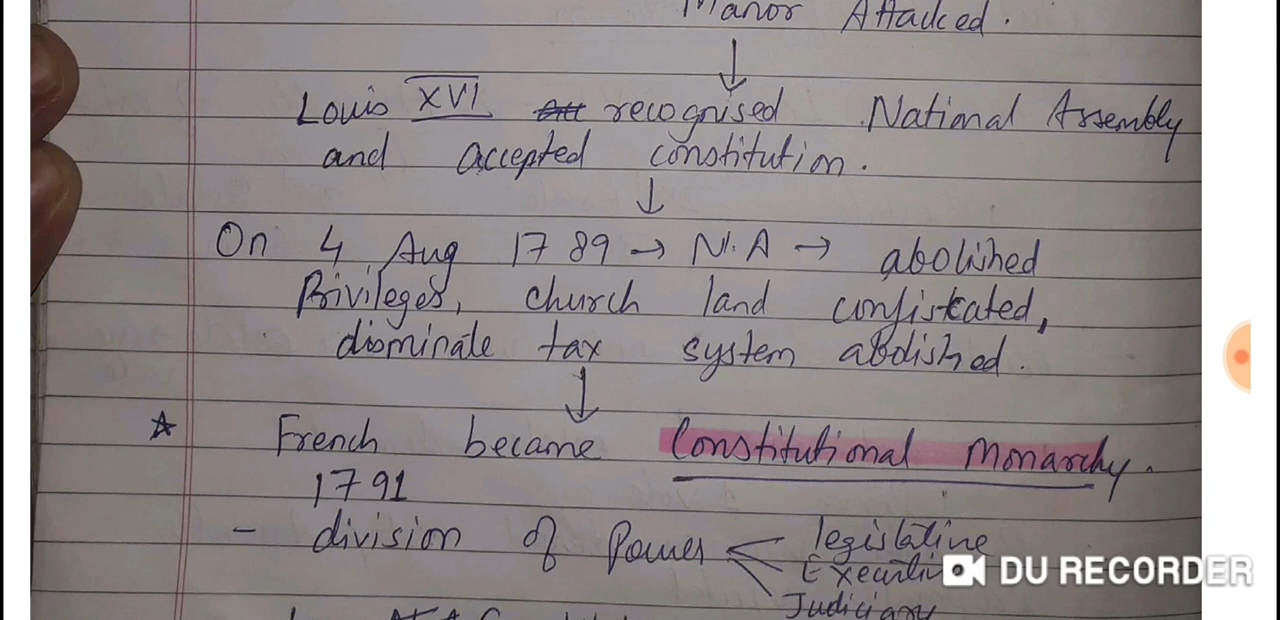 Manor Attacked.
↓
Louis XVI recognised National Assembly
and accepted constitution.
↓
On 4 Aug 1789 → N.A → abolished
Privileges, church land confiscated,
disminate tax system abolished.
↓
☆ French became Constitutional Monarchy.
1791
- division of Power < legislative
Executive
Judiciary
DU RECORDER